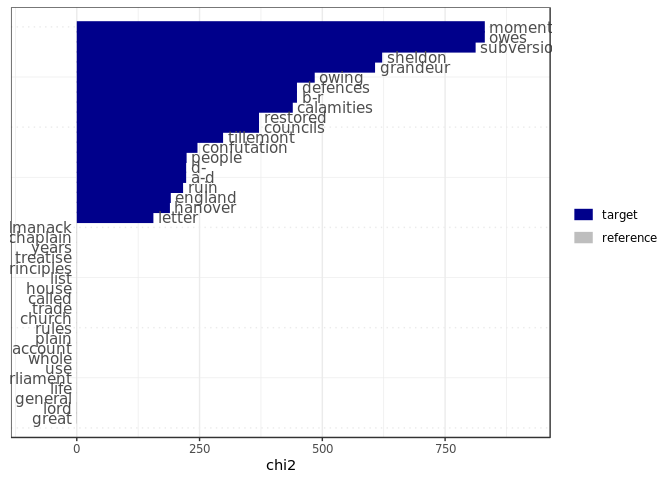 moment
owes
subversio
sheldon
grandeur
owing
defences
b-r
calamities
restored
councils
tillemont
confutation
people
d-
a-d
ruin
england
hanover
letter
lmanack
chaplain
years
treatise
rinciples
list
house
called
trade
church
rules
plain
account
whole
use
rliament
life
general
lord
great
0
250
500
750
chi2
target
reference